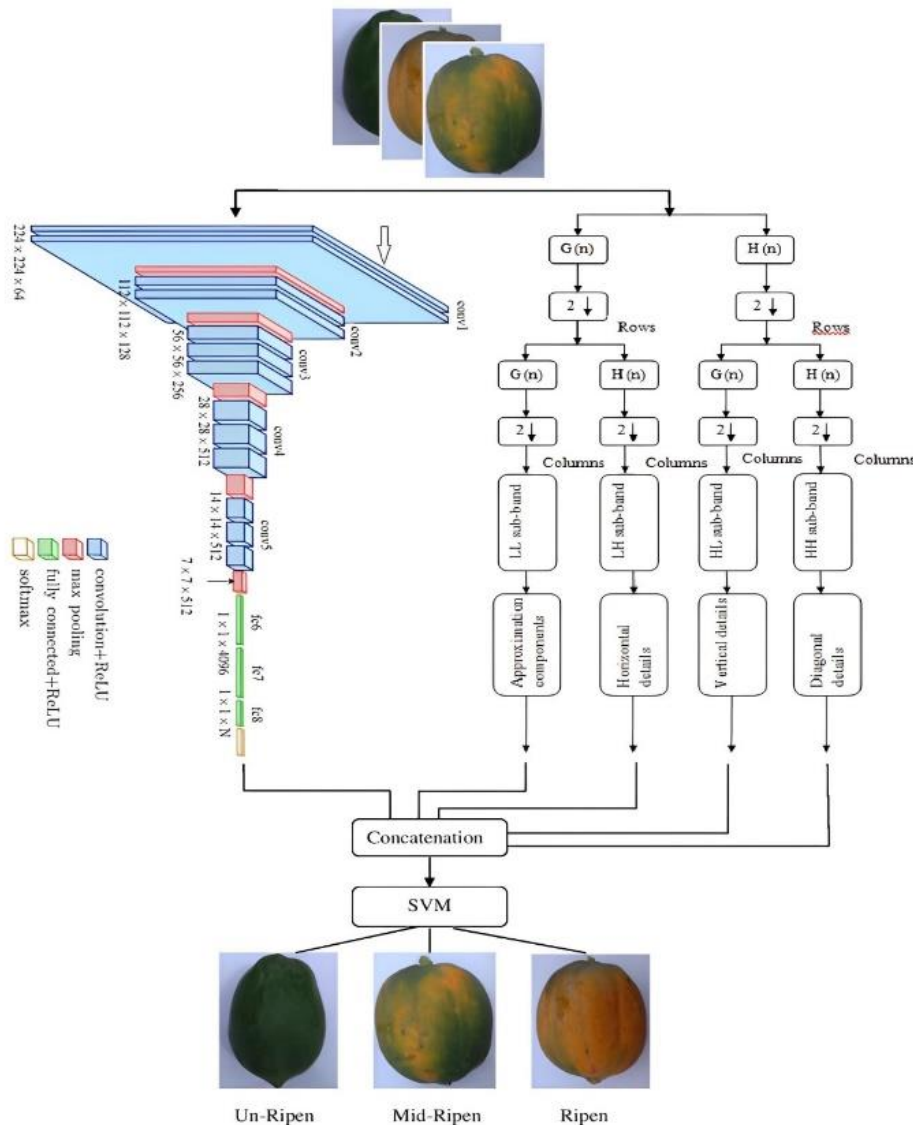 G (n)
H (n)
2 ↓
2 ↓
Rows
Rows
G (n)
H (n)
G (n)
H (n)
2 ↓
2 ↓
2 ↓
2 ↓
Columns
Columns
Columns
Columns
LL sub-band
LH sub-band
HL sub-band
HH sub-band
Approximation
components
Horizontal
details
Vertical details
Diagonal
details
224 × 224 × 64
conv1
112 × 112 × 128
conv2
56 × 56 × 256
conv3
28 × 28 × 512
conv4
14 × 14 × 512
conv5
7 × 7 × 512
fc6
1 × 1 × 4096
fc7
fc8
1 × 1 × N
convolution+ReLU
max pooling
fully connected+ReLU
softmax
Concatenation
SVM
Un-Ripen
Mid-Ripen
Ripen